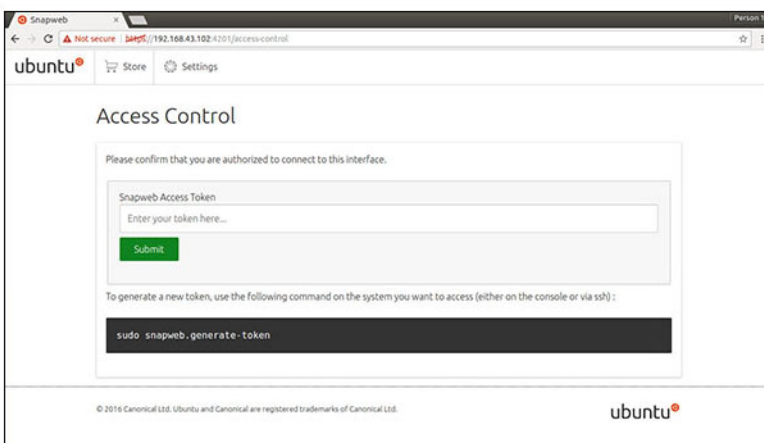 Snapweb
Person 1
Not secure https://192.168.43.102:4201/access-control
ubuntu Store Settings
Access Control
Please confirm that you are authorized to connect to this interface.
Snapweb Access Token
Enter your token here...
Submit
To generate a new token, use the following command on the system you want to access (either on the console or via ssh) :
sudo snapweb.generate-token
© 2016 Canonical Ltd. Ubuntu and Canonical are registered trademarks of Canonical Ltd.
ubuntu